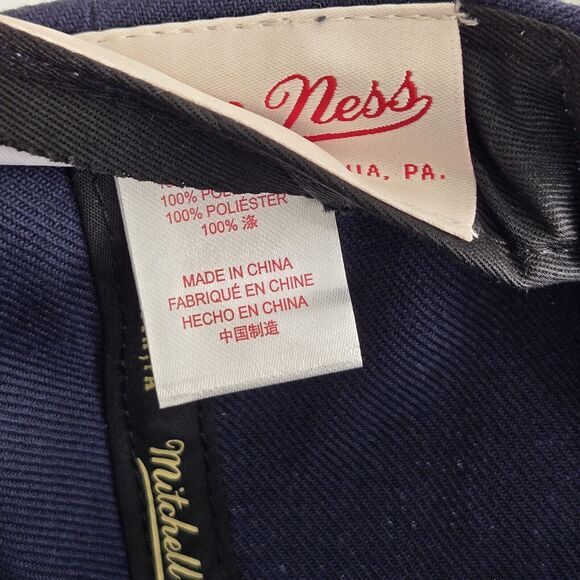 Ness
, PA.
100% POLIÉSTER
100% 涤
MADE IN CHINA
FABRIQUÉ EN CHINE
HECHO EN CHINA
中国制造
Mitchell